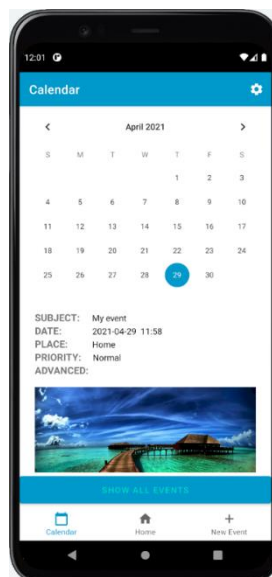 12:01
Calendar
April 2021
S M T W T F S
1 2 3
4 5 6 7 8 9 10
11 12 13 14 15 16 17
18 19 20 21 22 23 24
25 26 27 28 29 30
SUBJECT: My event
DATE: 2021-04-29 11:58
PLACE: Home
PRIORITY: Normal
ADVANCED:
SHOW ALL EVENTS
Calendar Home New Event